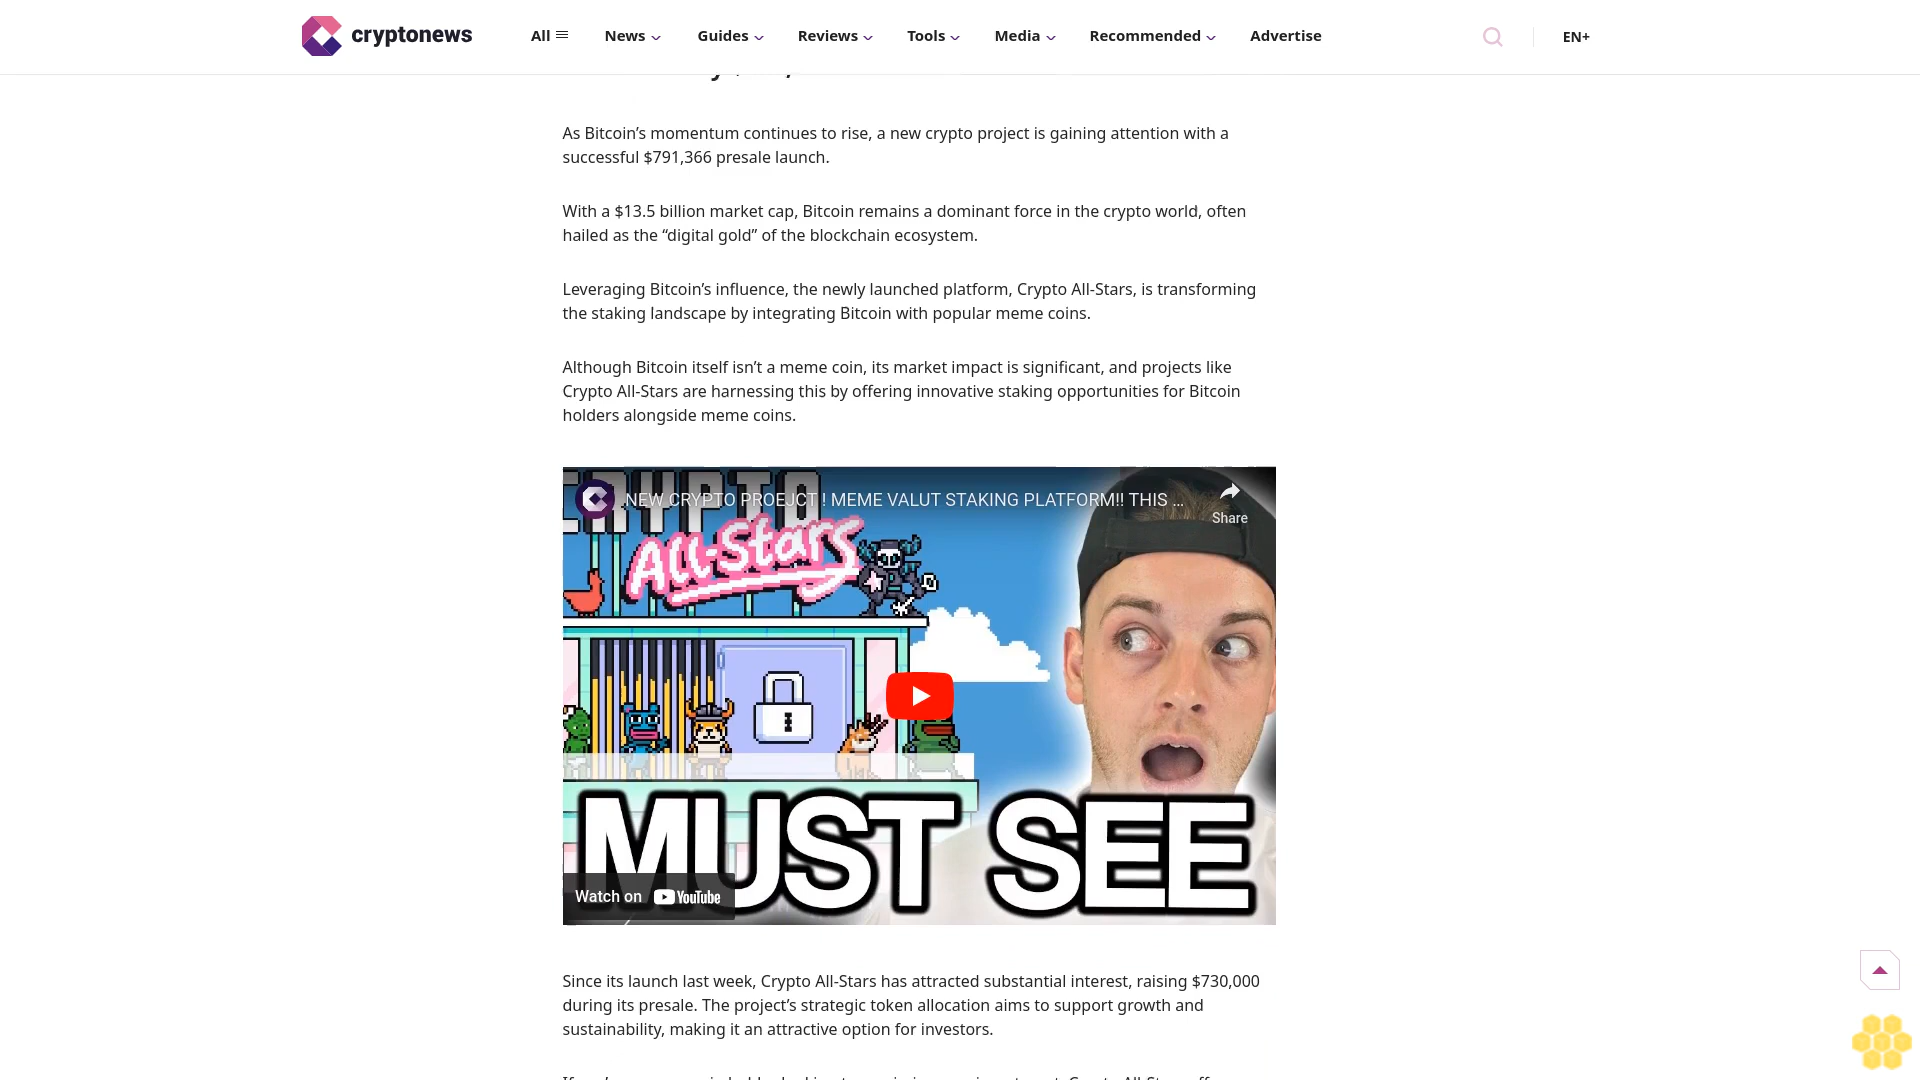 cryptonews
All
News
Guides
Reviews
Tools
Media
Recommended
Advertise
EN+
As Bitcoin’s momentum continues to rise, a new crypto project is gaining attention with a
successful $791,366 presale launch.
With a $13.5 billion market cap, Bitcoin remains a dominant force in the crypto world, often
hailed as the “digital gold” of the blockchain ecosystem.
Leveraging Bitcoin’s influence, the newly launched platform, Crypto All-Stars, is transforming
the staking landscape by integrating Bitcoin with popular meme coins.
Although Bitcoin itself isn’t a meme coin, its market impact is significant, and projects like
Crypto All-Stars are harnessing this by offering innovative staking opportunities for Bitcoin
holders alongside meme coins.
NEW CRYPTO PROEJCT ! MEME VALUT STAKING PLATFORM!! THIS ...
Share
CRYPTO
All-Stars
MUST SEE
Watch on YouTube
Since its launch last week, Crypto All-Stars has attracted substantial interest, raising $730,000
during its presale. The project’s strategic token allocation aims to support growth and
sustainability, making it an attractive option for investors.